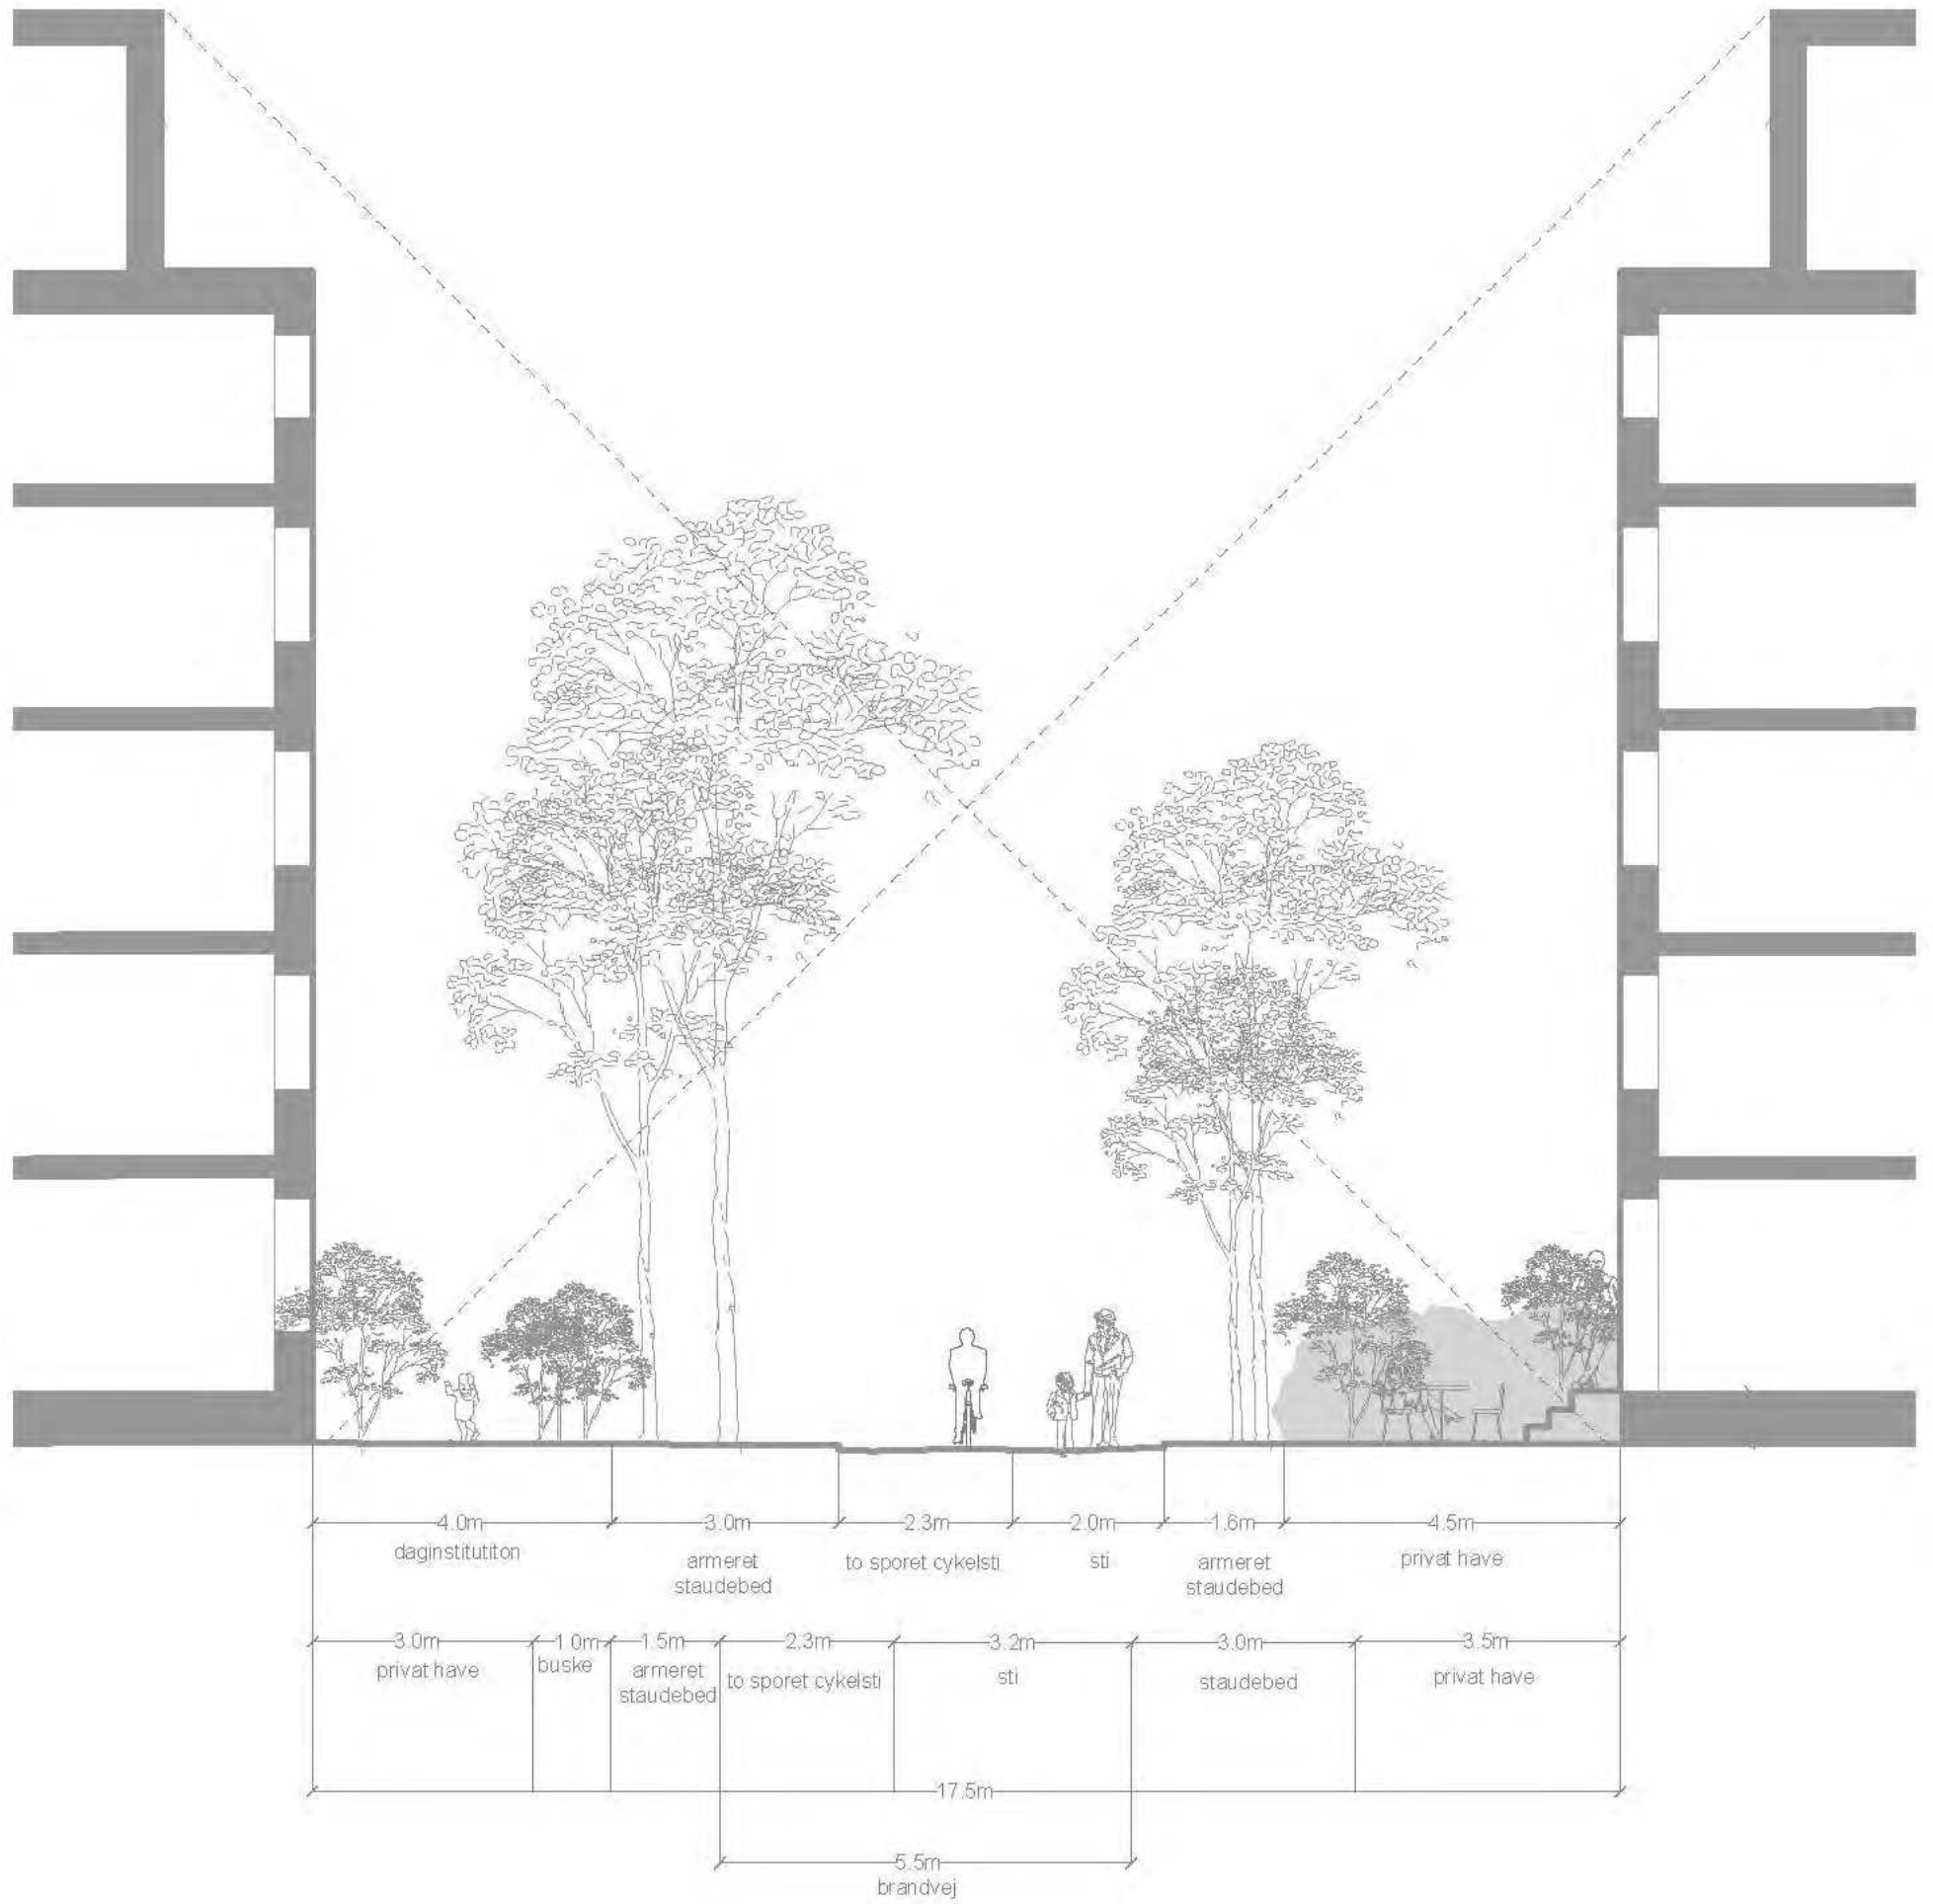 4.0m 3.0m 2.3m 2.0m 1.6m 4.5m
daginstitutiton armeret staudebed to sporet cykelsti sti armeret staudebed privat have
3.0m 1.0m 1.5m 2.3m 3.2m 3.0m 3.5m
privat have buske armeret staudebed to sporet cykelsti sti staudebed privat have
17.5m
5.5m
brandvej